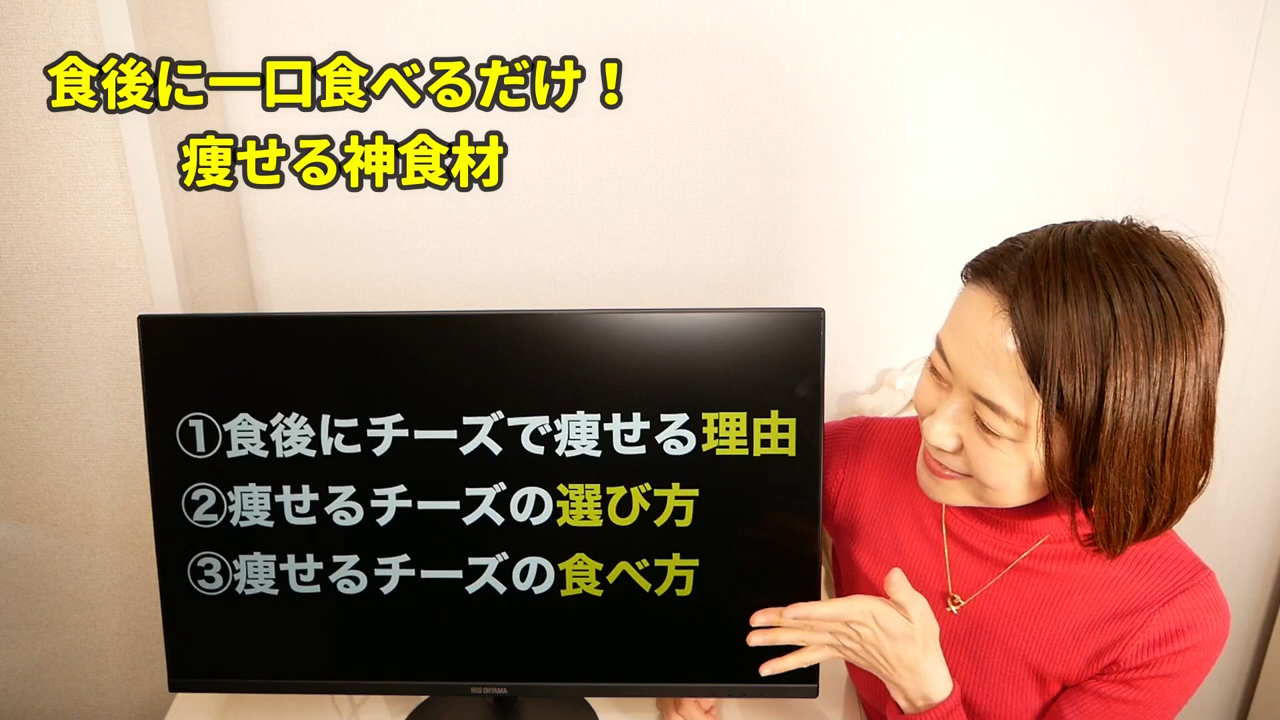 食後に一口食べるだけ！
痩せる神食材
①食後にチーズで痩せる理由
②痩せるチーズの選び方
③痩せるチーズの食べ方
IRIS OHYAMA